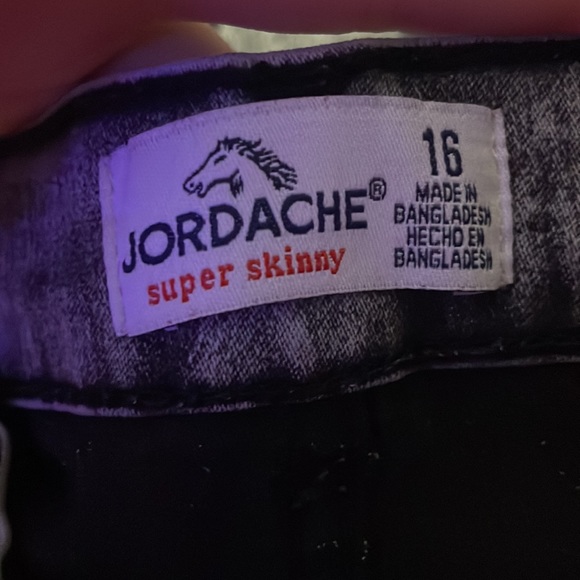 JORDACHE®
super skinny
16
MADE IN
BANGLADESH
HECHO EN
BANGLADESH